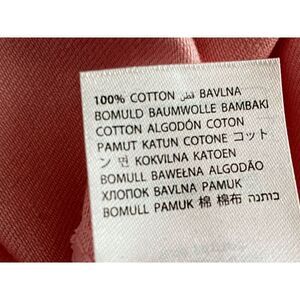 100% COTTON قطن BAVLNA
BOMULD BAUMWOLLE BAMBAKI
COTTON ALGODÓN COTON
PAMUT KATUN COTONE コット
ン 면 KOKVILNA KATOEN
BOMULL BAWEŁNA ALGODÃO
ХЛОПОК BAVLNA PAMUK
BOMULL PAMUK 棉 棉布 כותנה